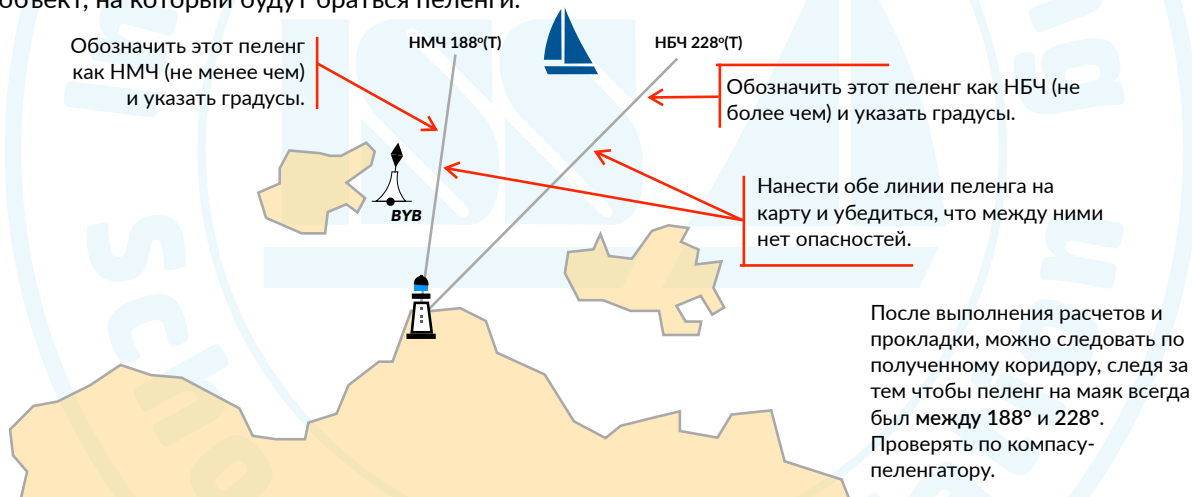 объект, на который будут браться пеленги.
Обозначить этот пеленг
как НМЧ (не менее чем)
и указать градусы.
НМЧ 188º(T)
НБЧ 228º(T)
Обозначить этот пеленг как НБЧ (не
более чем) и указать градусы.
BYB
Нанести обе линии пеленга на
карту и убедиться, что между ними
нет опасностей.
После выполнения расчетов и
прокладки, можно следовать по
полученному коридору, следя за
тем чтобы пеленг на маяк всегда
был между 188° и 228°.
Проверять по компасу-
пеленгатору.